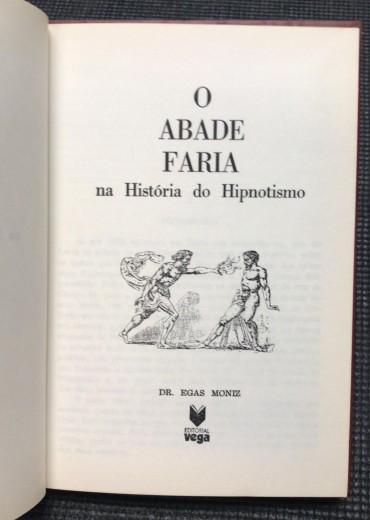 O
ABADE
FARIA
na História do Hipnotismo
DR. EGAS MONIZ
EDITORIAL
vega